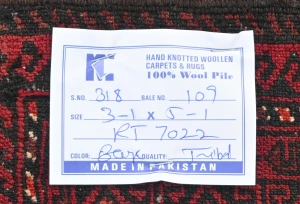 HAND KNOTTED WOOLLEN
CARPETS & RUGS
100% Wool Pile
S.NO. 318 BALE NO. 109
SIZE 3-1 x 5-1
RT 7022
COLOR: QUALITY: Tribal
MADE IN PAKISTAN